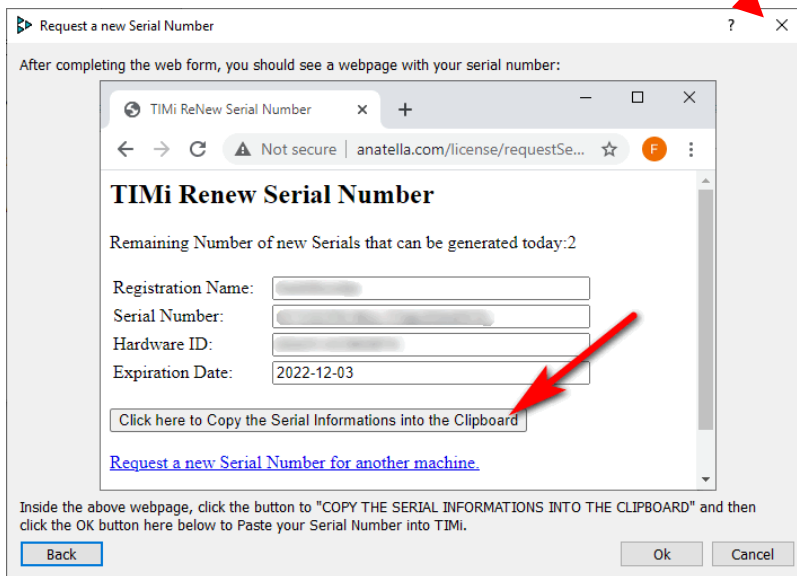 Request a new Serial Number
?
After completing the web form, you should see a webpage with your serial number:
TIMi ReNew Serial Number
Not secure | anatella.com/license/requestSe...
F
TIMi Renew Serial Number
Remaining Number of new Serials that can be generated today:2
Registration Name:
Serial Number:
Hardware ID:
Expiration Date: 2022-12-03
Click here to Copy the Serial Informations into the Clipboard
Request a new Serial Number for another machine.
Inside the above webpage, click the button to "COPY THE SERIAL INFORMATIONS INTO THE CLIPBOARD" and then
click the OK button here below to Paste your Serial Number into TIMi.
Back Ok Cancel